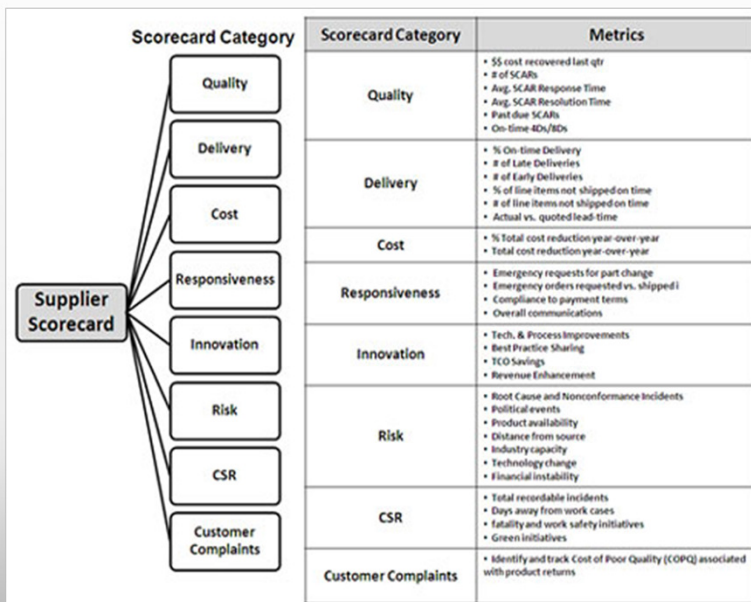 Scorecard Category
Quality
Delivery
Cost
Responsiveness
Innovation
Risk
CSR
Customer
Complaints
Supplier
Scorecard
Scorecard Category
Metrics
Quality
• $$ cost recovered last qtr
• # of SCARs
• Avg. SCAR Response Time
• Avg. SCAR Resolution Time
• Past due SCARs
• On-time 4Ds/8Ds
Delivery
• % On-time Delivery
• # of Late Deliveries
• # of Early Deliveries
• % of line items not shipped on time
• # of line items not shipped on time
• Actual vs. quoted lead-time
Cost
• % Total cost reduction year-over-year
• Total cost reduction year-over-year
Responsiveness
• Emergency requests for part change
• Emergency orders requested vs. shipped i
• Compliance to payment terms
• Overall communications
Innovation
• Tech. & Process Improvements
• Best Practice Sharing
• TCO Savings
• Revenue Enhancement
Risk
• Root Cause and Nonconformance Incidents
• Political events
• Product availability
• Distance from source
• Industry capacity
• Technology change
• Financial instability
CSR
• Total recordable incidents
• Days away from work cases
• fatality and work safety initiatives
• Green initiatives
Customer Complaints
• Identify and track Cost of Poor Quality (COPQ) associated
with product returns